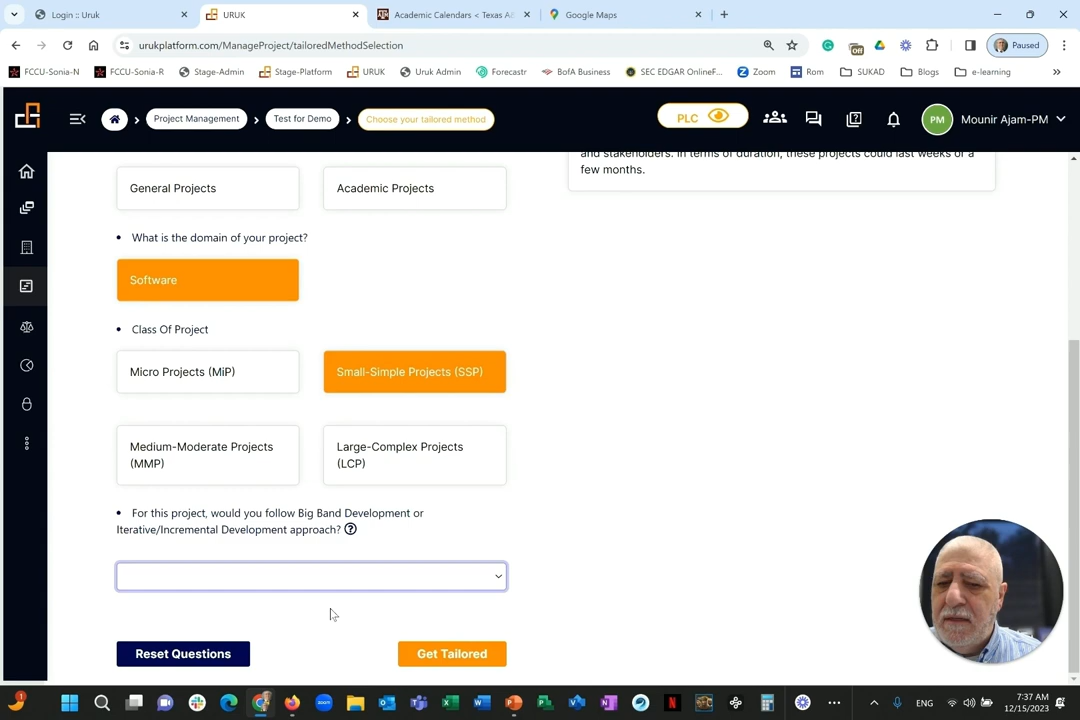 Login :: Uruk
URUK
Academic Calendars < Texas A&
Google Maps
urukplatform.com/ManageProject/tailoredMethodSelection
Off
Paused
FCCU-Sonia-N
FCCU-Sonia-R
Stage-Admin
Stage-Platform
URUK
Uruk Admin
Forecastr
BofA Business
SEC EDGAR OnlineF...
Zoom
Rom
SUKAD
Blogs
e-learning
Project Management
Test for Demo
Choose your tailored method
PLC
PM
Mounir Ajam-PM
and stakeholders. In terms of duration, these projects could last weeks or a
few months.
General Projects
Academic Projects
• What is the domain of your project?
Software
• Class Of Project
Micro Projects (MiP)
Small-Simple Projects (SSP)
Medium-Moderate Projects
(MMP)
Large-Complex Projects
(LCP)
• For this project, would you follow Big Band Development or
Iterative/Incremental Development approach?
Reset Questions
Get Tailored
1
ENG
7:37 AM
12/15/2023